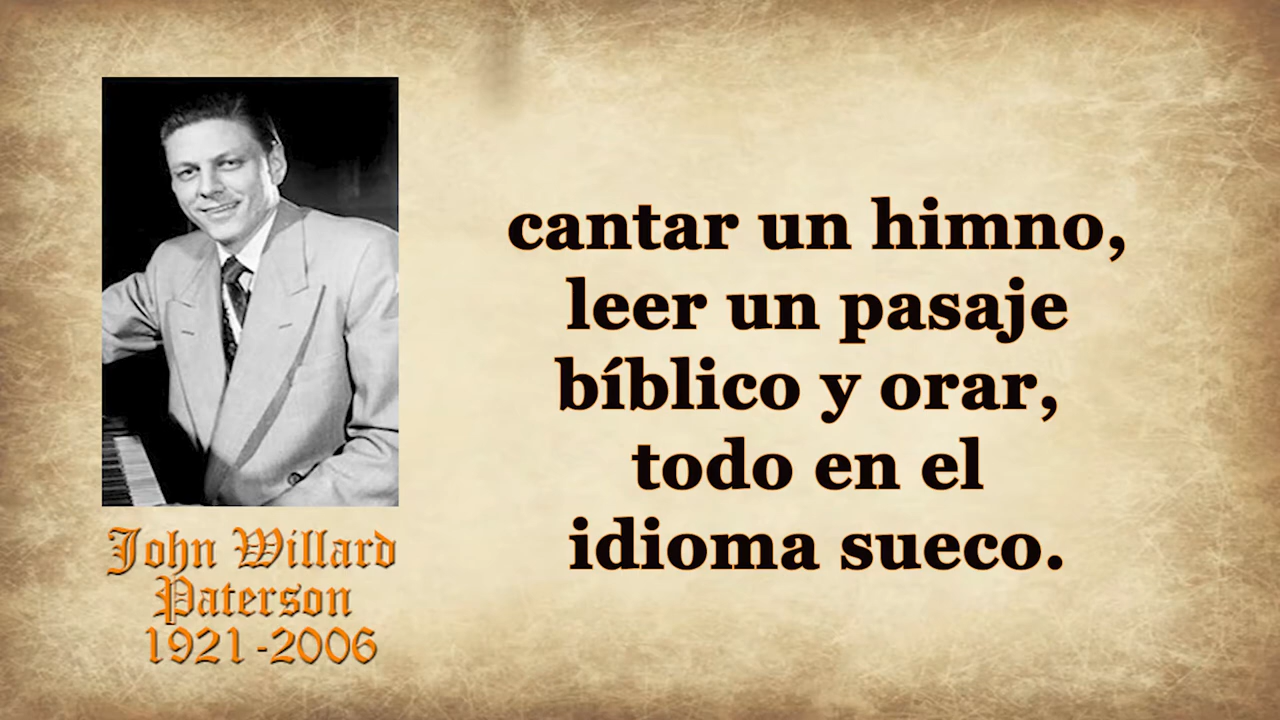 cantar un himno,
leer un pasaje
bíblico y orar,
todo en el
idioma sueco.
John Willard
Paterson
1921-2006